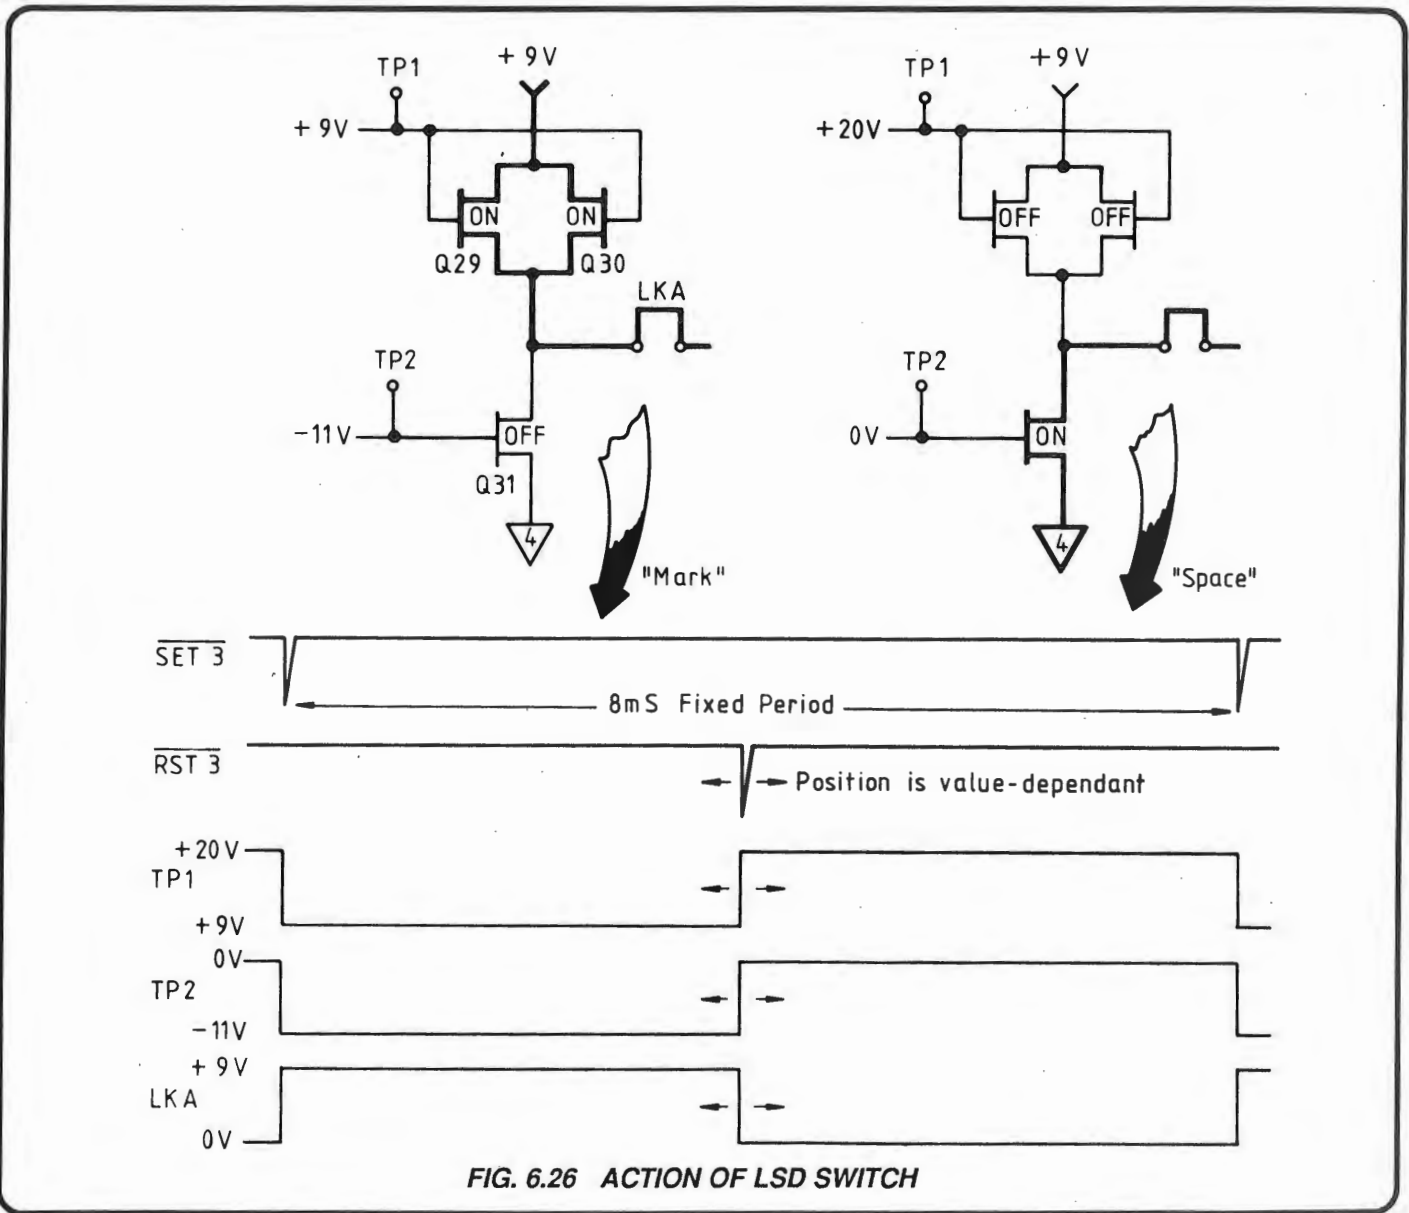 +9V
+9V
TP1
TP1
+9V
+20V
ON
ON
OFF
OFF
Q29
Q30
LKA
TP2
TP2
-11V
OFF
0V
ON
Q31
4
4
"Mark"
"Space"
SET 3
8mS Fixed Period
RST 3
Position is value-dependant
+20V
TP1
+9V
0V
TP2
-11V
+9V
LKA
0V
FIG. 6.26 ACTION OF LSD SWITCH